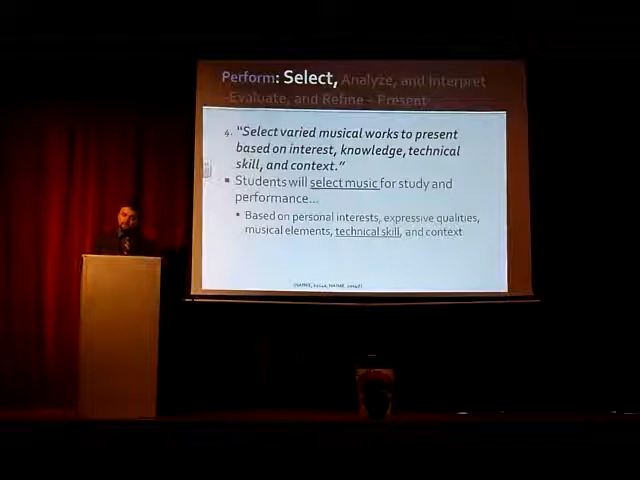 Perform: Select, Analyze, and Interpret
Evaluate, and Refine - Present
4. "Select varied musical works to present
based on interest, knowledge, technical
skill, and context."
▪ Students will select music for study and
performance...
▪ Based on personal interests, expressive qualities,
musical elements, technical skill, and context